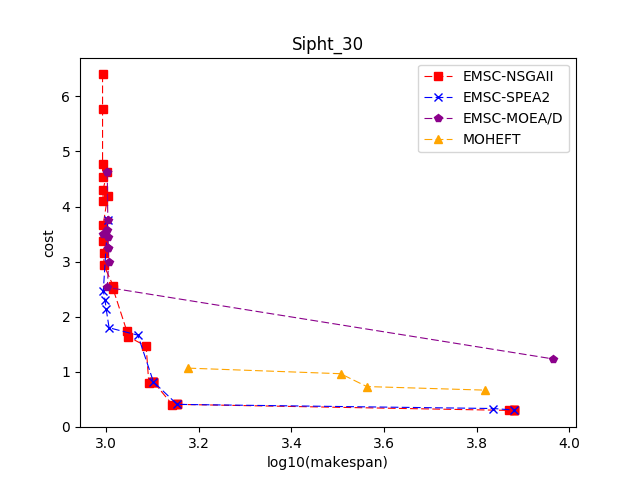 Sipht_30
EMSC-NSGAII
EMSC-SPEA2
EMSC-MOEA/D
MOHEFT
cost
6
5
4
3
2
1
0
3.0 3.2 3.4 3.6 3.8 4.0
log10(makespan)